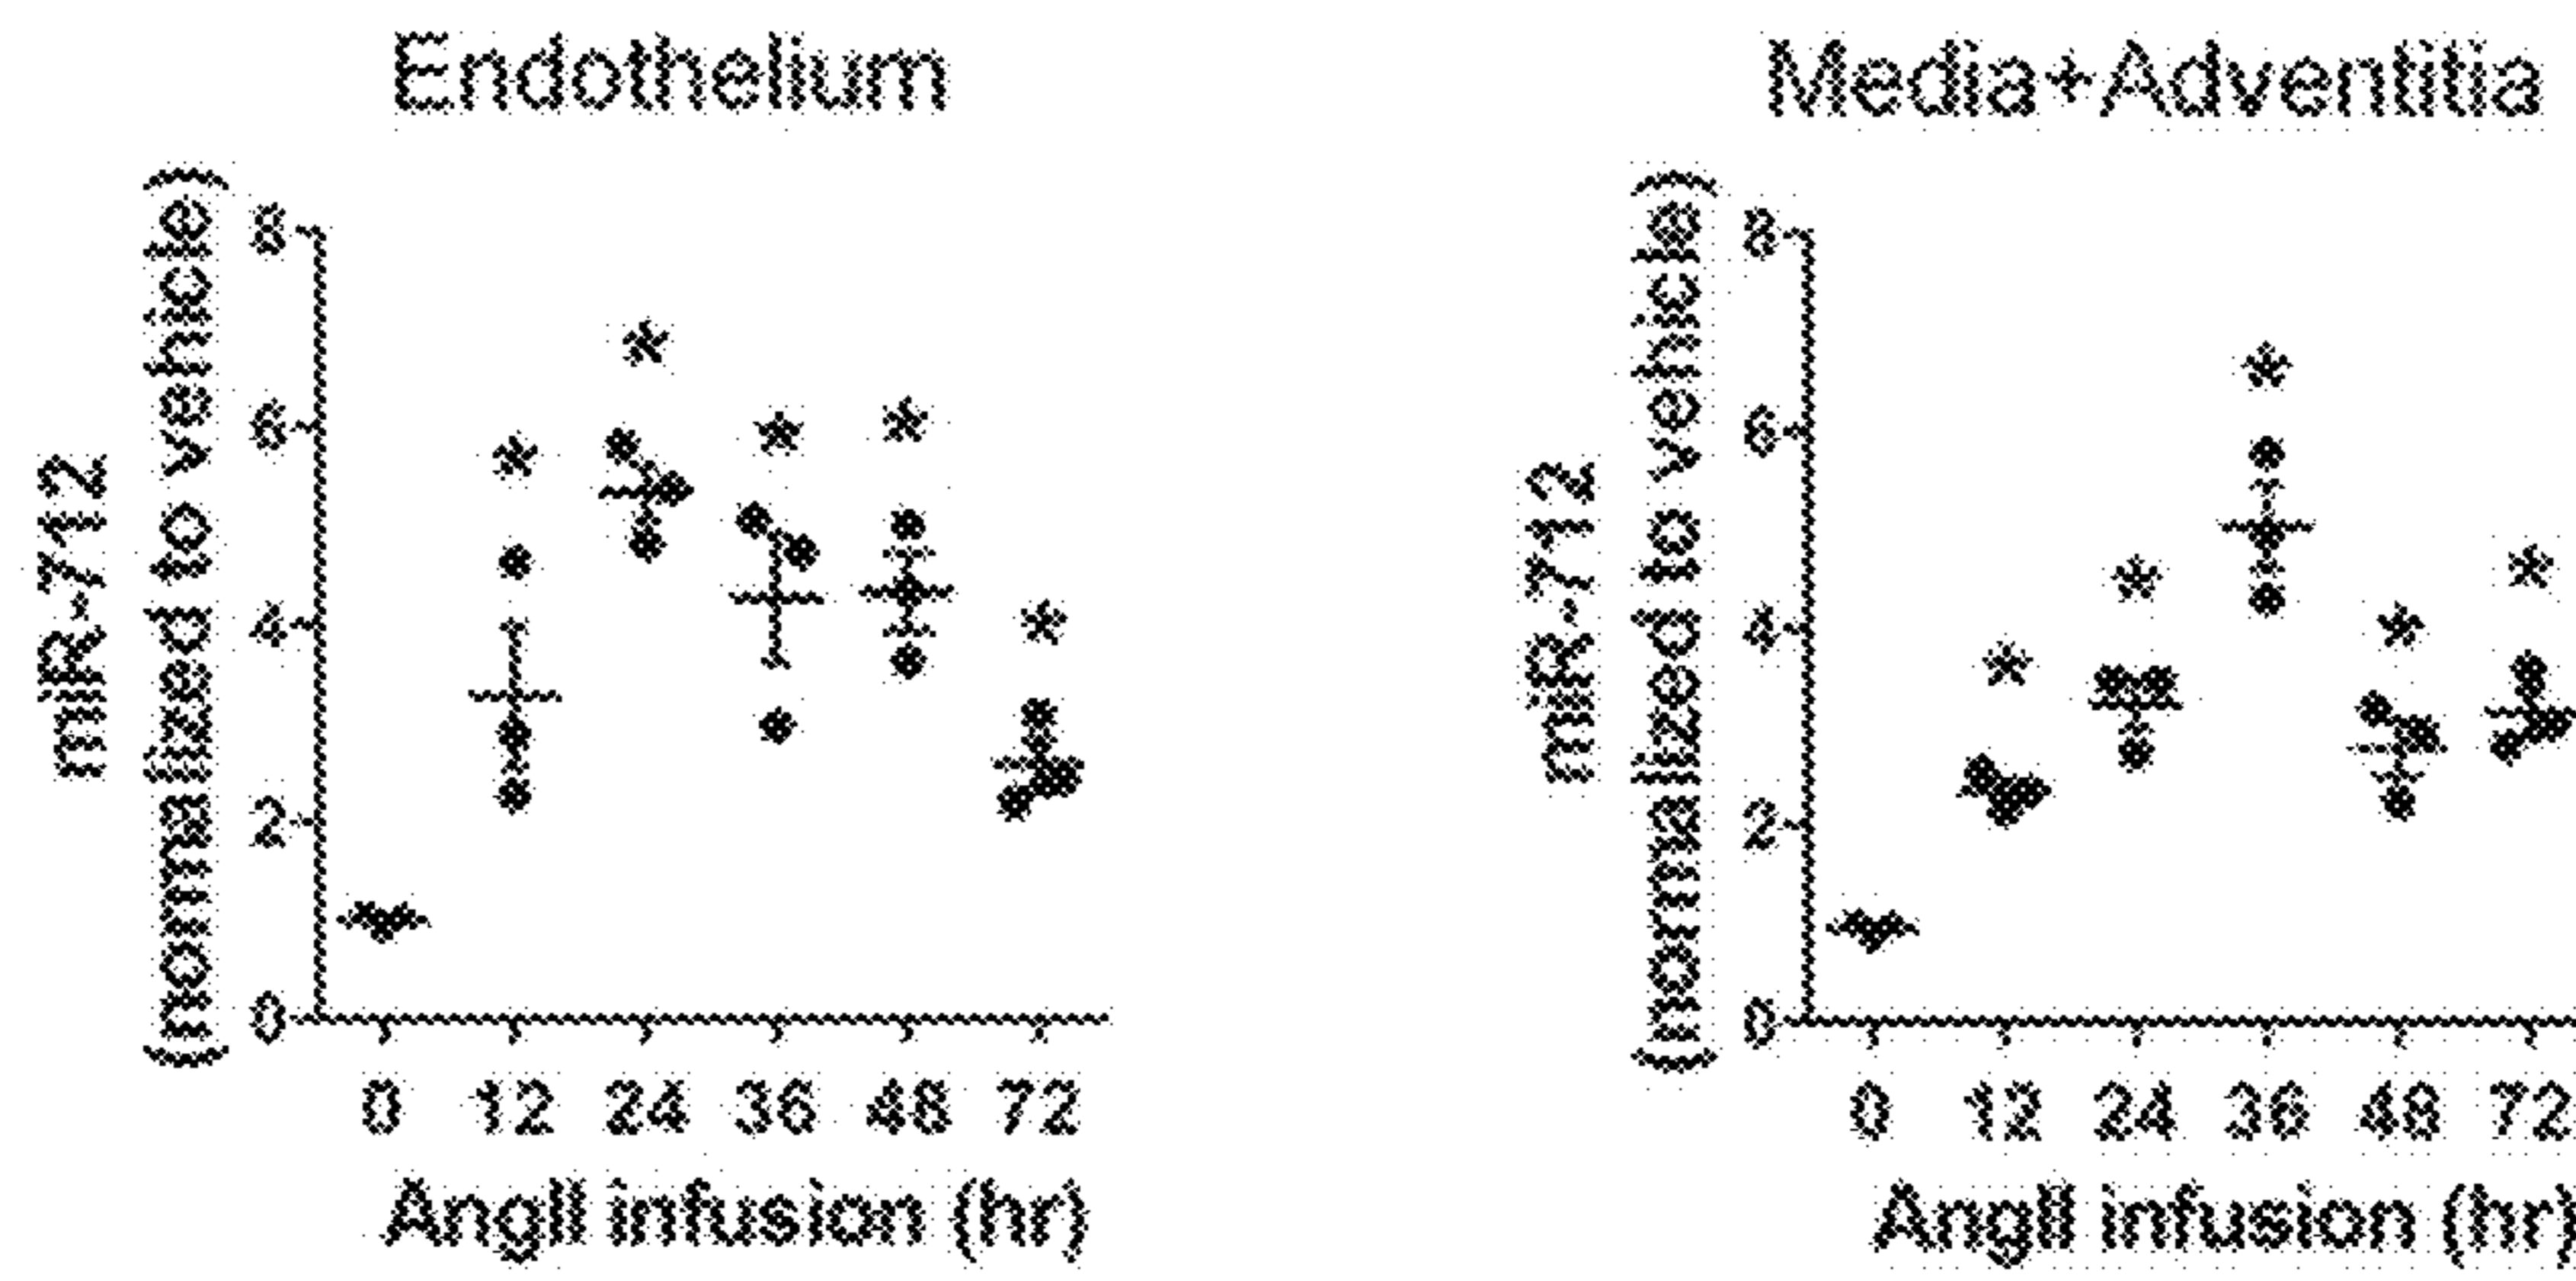 Endothelium
miR-712
(normalized to vehicle)
8
6
4
2
0
0 12 24 36 48 72
AngII infusion (hr)
Media+Adventitia
miR-712
(normalized to vehicle)
8
6
4
2
0
0 12 24 36 48 72
AngII infusion (hr)